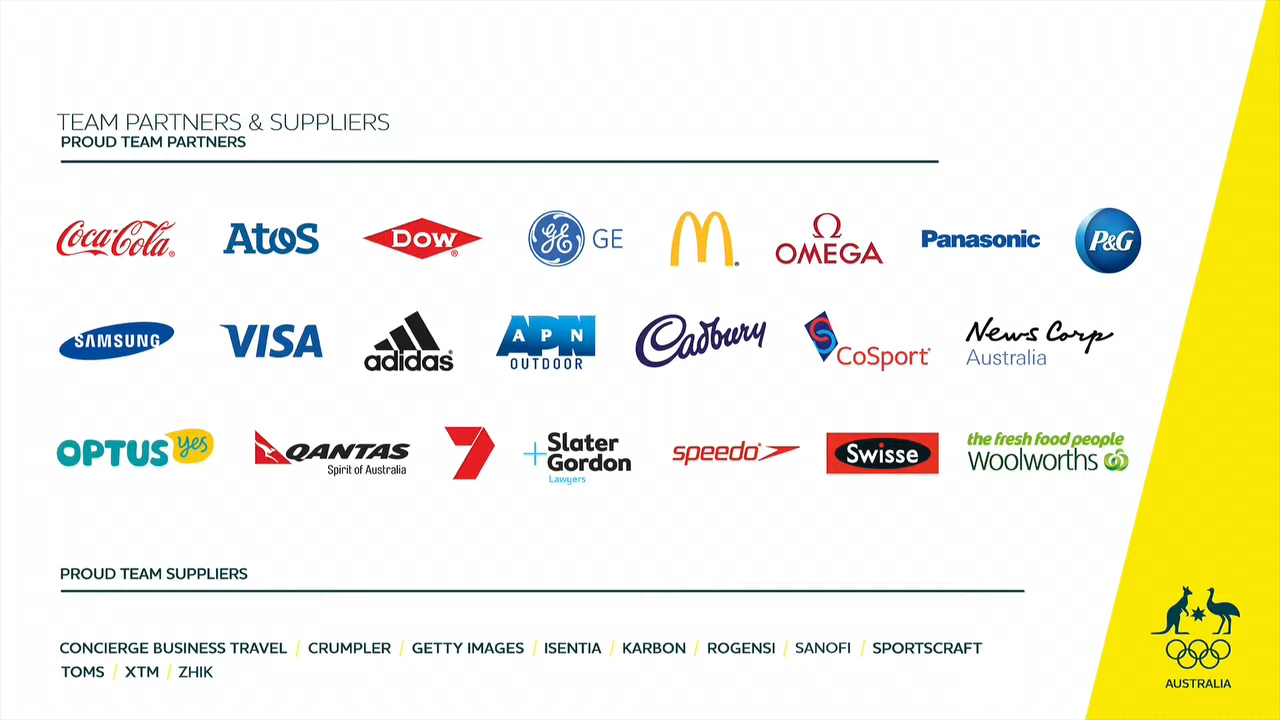 TEAM PARTNERS & SUPPLIERS
PROUD TEAM PARTNERS
Coca-Cola® AtoS DOW® GE GE M® Ω OMEGA Panasonic P&G
SAMSUNG VISA adidas® APN OUTDOOR Cadbury CoSport News Corp Australia
OPTUS yes QANTAS Spirit of Australia 7 Slater + Gordon Lawyers speedo® Swisse the fresh food people Woolworths
PROUD TEAM SUPPLIERS
CONCIERGE BUSINESS TRAVEL / CRUMPLER / GETTY IMAGES / ISENTIA / KARBON / ROGENSI / SANOFI / SPORTSCRAFT
TOMS / XTM / ZHIK
AUSTRALIA